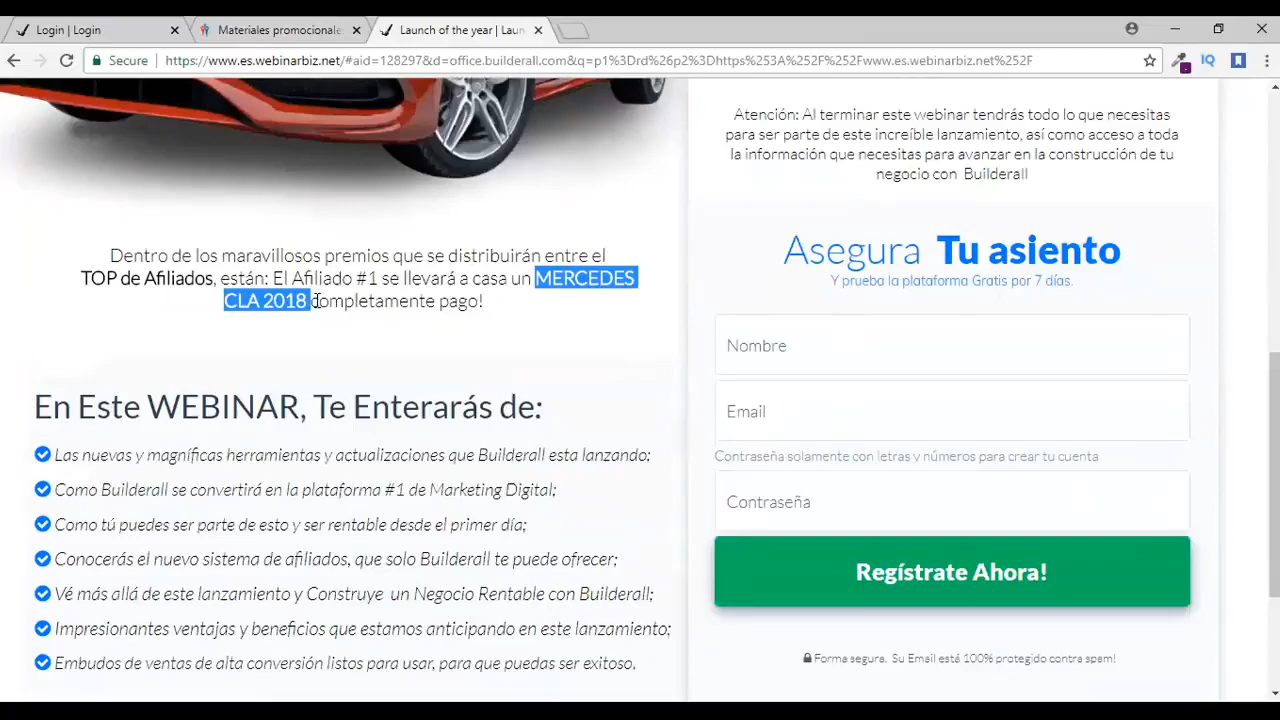 Login | Login
Materiales promocionale
Launch of the year | Laun
Secure
https://www.es.webinarbiz.net/#aid=128297&d=office.builderall.com&q=p1%3Drd%26p2%3Dhttps%253A%252F%252Fwww.es.webinarbiz.net%252F
IQ
Dentro de los maravillosos premios que se distribuirán entre el
TOP de Afiliados, están: El Afiliado #1 se llevará a casa un MERCEDES
CLA 2018 completamente pago!
En Este WEBINAR, Te Enterarás de:
Las nuevas y magníficas herramientas y actualizaciones que Builderall esta lanzando;
Como Builderall se convertirá en la plataforma #1 de Marketing Digital;
Como tú puedes ser parte de esto y ser rentable desde el primer día;
Conocerás el nuevo sistema de afiliados, que solo Builderall te puede ofrecer;
Vé más allá de este lanzamiento y Construye un Negocio Rentable con Builderall;
Impresionantes ventajas y beneficios que estamos anticipando en este lanzamiento;
Embudos de ventas de alta conversión listos para usar, para que puedas ser exitoso.
Atención: Al terminar este webinar tendrás todo lo que necesitas
para ser parte de este increíble lanzamiento, así como acceso a toda
la información que necesitas para avanzar en la construcción de tu
negocio con Builderall
Asegura Tu asiento
Y prueba la plataforma Gratis por 7 días.
Nombre
Email
Contraseña solamente con letras y números para crear tu cuenta
Contraseña
Regístrate Ahora!
Forma segura. Su Email está 100% protegido contra spam!